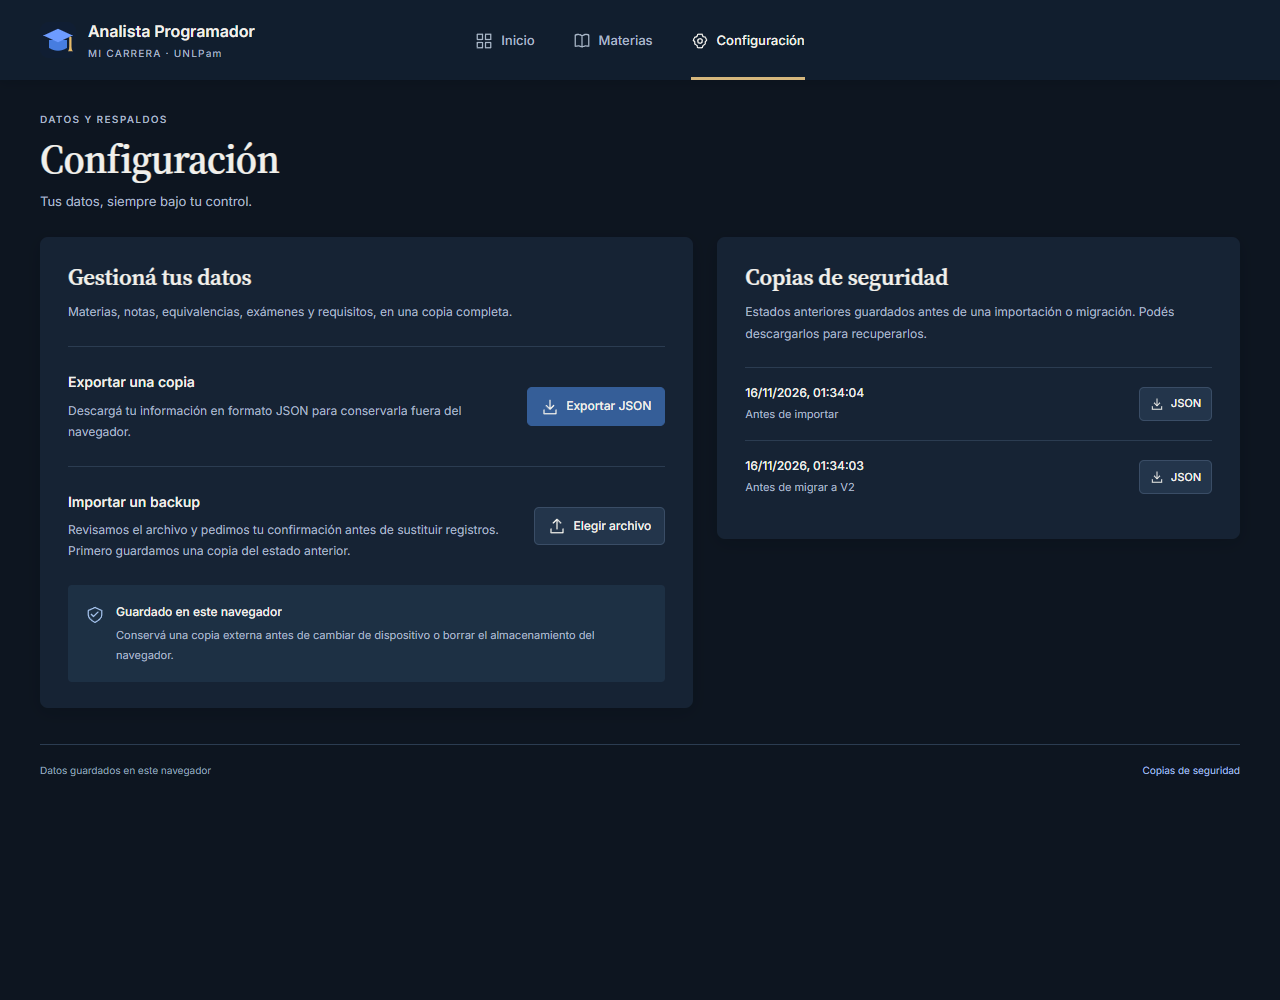 Analista Programador
MI CARRERA · UNLPam
Inicio
Materias
Configuración
DATOS Y RESPALDOS
Configuración
Tus datos, siempre bajo tu control.
Gestioná tus datos
Materias, notas, equivalencias, exámenes y requisitos, en una copia completa.
Exportar una copia
Descargá tu información en formato JSON para conservarla fuera del
navegador.
Exportar JSON
Importar un backup
Revisamos el archivo y pedimos tu confirmación antes de sustituir registros.
Primero guardamos una copia del estado anterior.
Elegir archivo
Guardado en este navegador
Conservá una copia externa antes de cambiar de dispositivo o borrar el almacenamiento del
navegador.
Copias de seguridad
Estados anteriores guardados antes de una importación o migración. Podés
descargarlos para recuperarlos.
16/11/2026, 01:34:04
Antes de importar
JSON
16/11/2026, 01:34:03
Antes de migrar a V2
JSON
Datos guardados en este navegador
Copias de seguridad